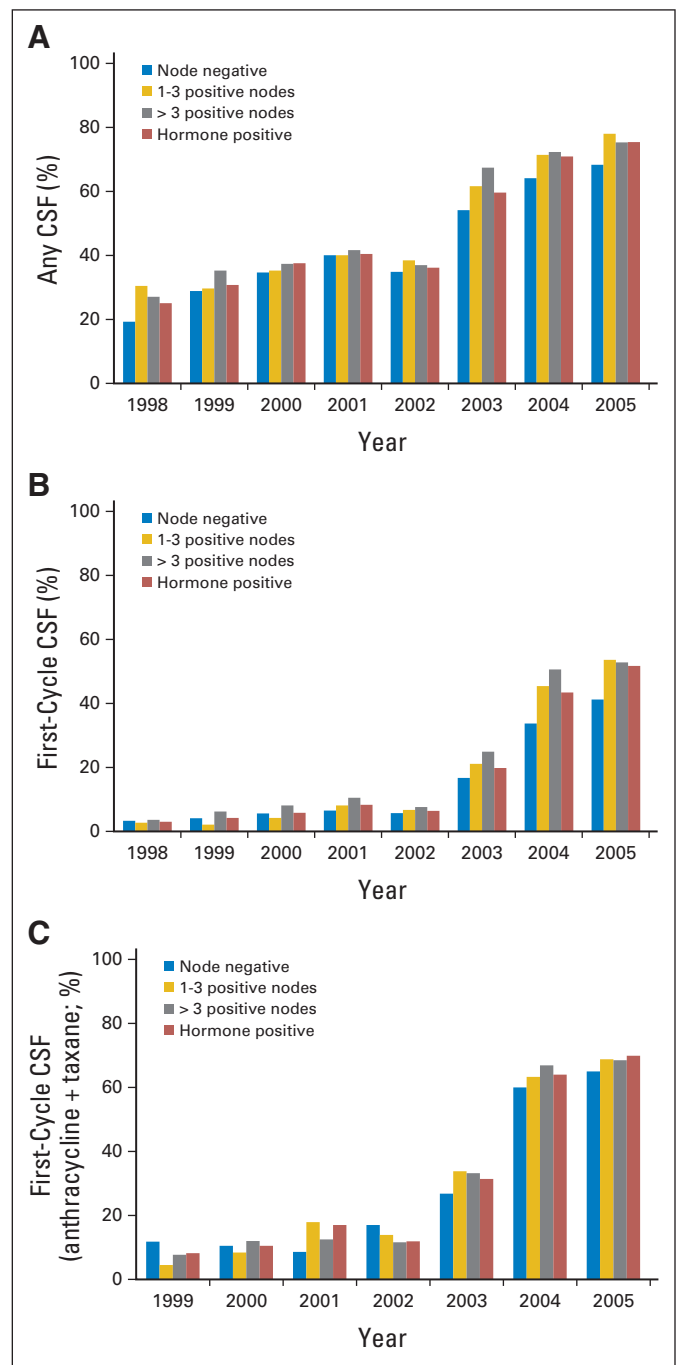 A
100
80
60
40
20
0
Any CSF (%)
Node negative
1-3 positive nodes
> 3 positive nodes
Hormone positive
1998 1999 2000 2001 2002 2003 2004 2005
Year
B
100
80
60
40
20
0
First-Cycle CSF (%)
Node negative
1-3 positive nodes
> 3 positive nodes
Hormone positive
1998 1999 2000 2001 2002 2003 2004 2005
Year
C
100
80
60
40
20
0
First-Cycle CSF
(anthracycline + taxane; %)
Node negative
1-3 positive nodes
> 3 positive nodes
Hormone positive
1999 2000 2001 2002 2003 2004 2005
Year